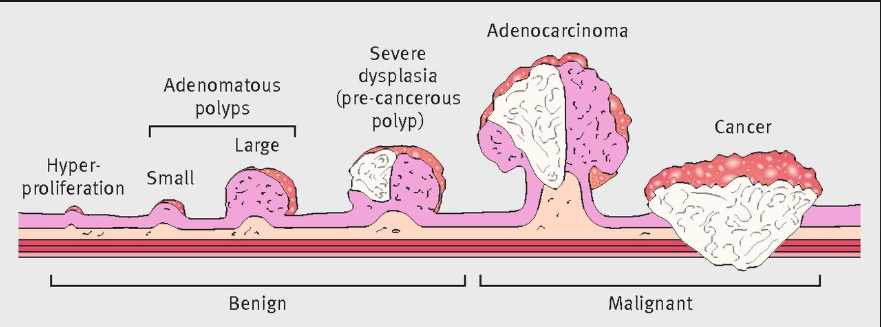 Hyper-
proliferation
Adenomatous
polyps
Small
Large
Severe
dysplasia
(pre-cancerous
polyp)
Adenocarcinoma
Cancer
Benign
Malignant